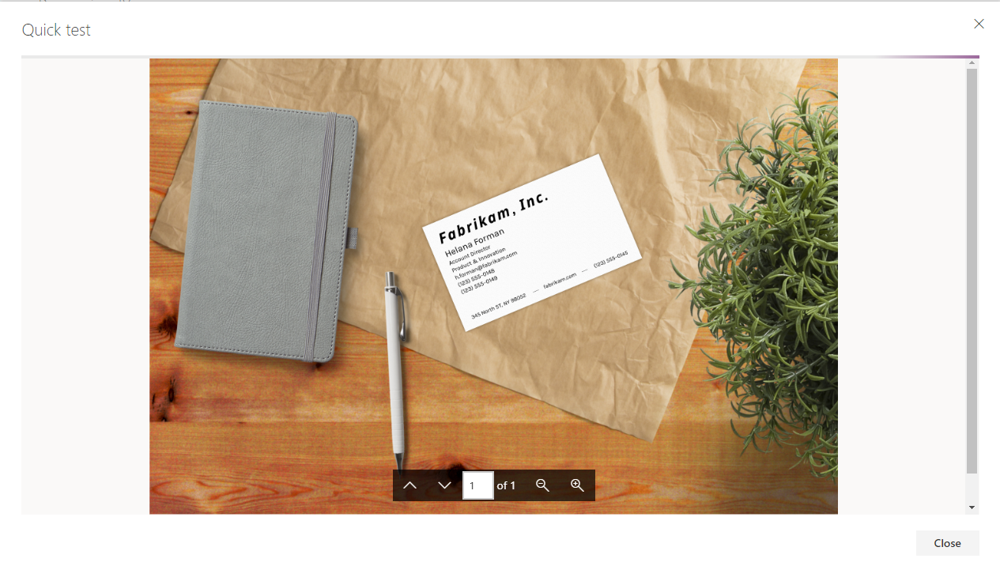 Quick test
Fabrikam, Inc.
Helana Forman
Account Director
Product & Innovation
h.forman@fabrikam.com
(123) 555-0148
(123) 555-0149
345 North ST, NY 98052 — fabrikam.com — (123) 555-0145
1 of 1
Close